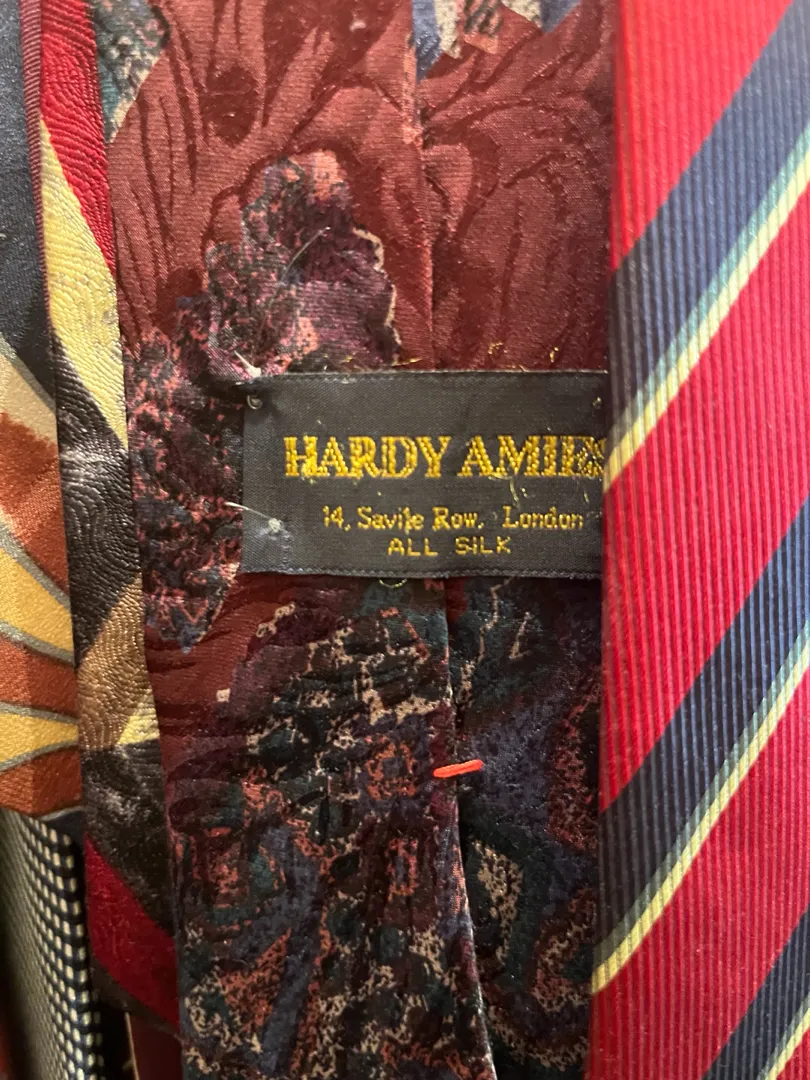 HARDY AMIES
14, Savile Row, London
ALL SILK